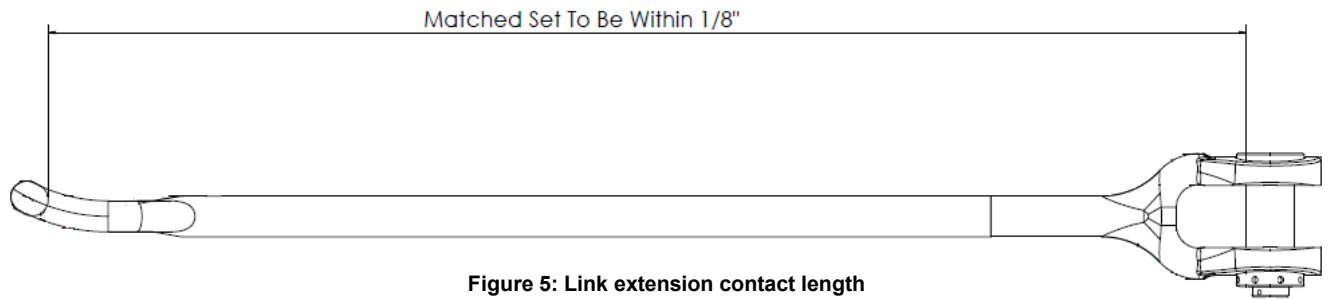 Matched Set To Be Within 1/8"
Figure 5: Link extension contact length